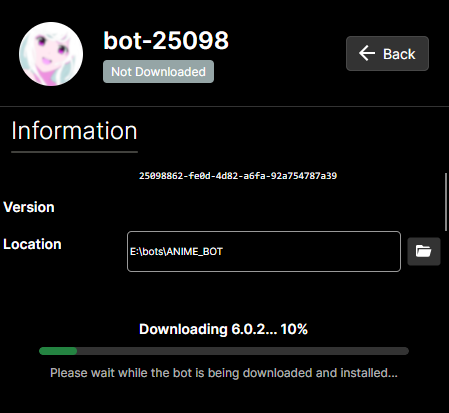 bot-25098
Not Downloaded
Back
Information
25098862-fe0d-4d82-a6fa-92a754787a39
Version
Location
E:\bots\ANIME_BOT
Downloading 6.0.2... 10%
Please wait while the bot is being downloaded and installed...